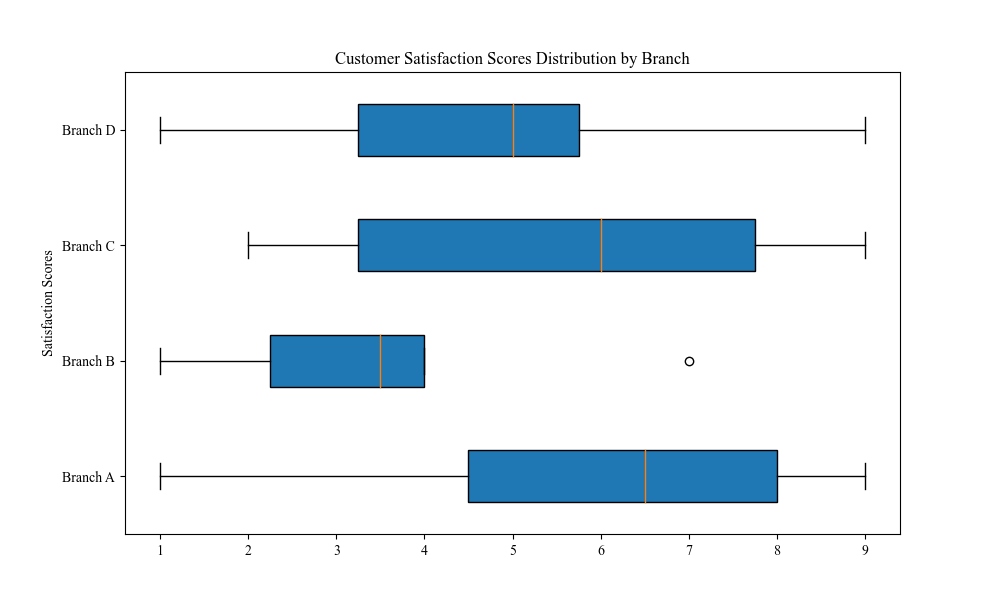 Customer Satisfaction Scores Distribution by Branch
Satisfaction Scores
Branch D
Branch C
Branch B
Branch A
1 2 3 4 5 6 7 8 9